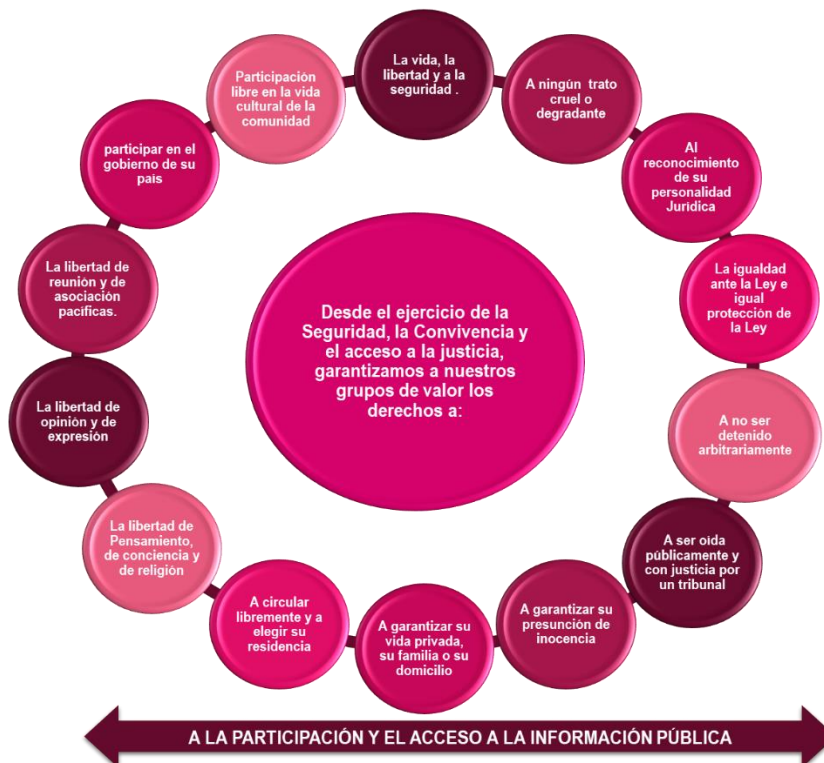 La vida, la
libertad y a la
seguridad .
A ningún trato
cruel o
degradante
Al
reconocimiento
de su
personalidad
Jurídica
La igualdad
ante la Ley e
igual
protección de
la Ley
A no ser
detenido
arbitrariamente
A ser oída
públicamente y
con justicia por
un tribunal
A garantizar su
presunción de
inocencia
A garantizar su
vida privada,
su familia o su
domicilio
A circular
libremente y a
elegir su
residencia
La libertad de
Pensamiento,
de conciencia y
de religión
La libertad de
opinión y de
expresión
La libertad de
reunión y de
asociación
pacíficas.
participar en el
gobierno de su
país
Participación
libre en la vida
cultural de la
comunidad
Desde el ejercicio de la
Seguridad, la Convivencia y
el acceso a la justicia,
garantizamos a nuestros
grupos de valor los
derechos a:
A LA PARTICIPACIÓN Y EL ACCESO A LA INFORMACIÓN PÚBLICA